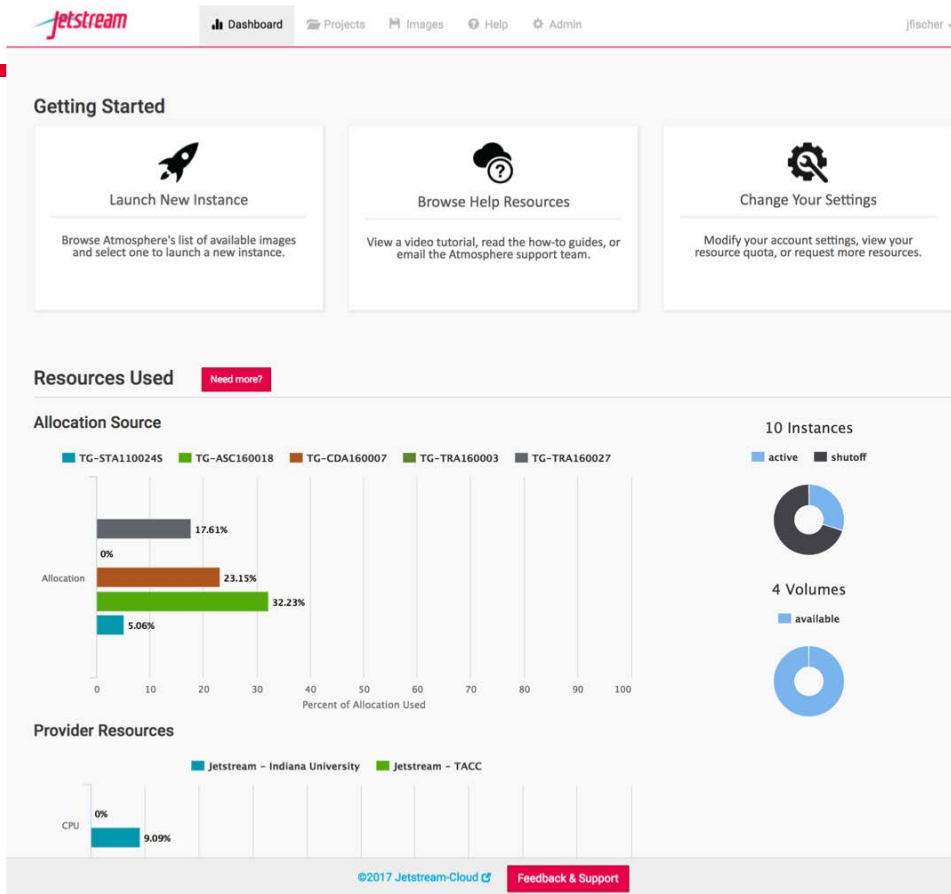 Jetstream
Dashboard Projects Images Help Admin jfischer
Getting Started
Launch New Instance
Browse Atmosphere's list of available images
and select one to launch a new instance.
Browse Help Resources
View a video tutorial, read the how-to guides, or
email the Atmosphere support team.
Change Your Settings
Modify your account settings, view your
resource quota, or request more resources.
Resources Used Need more?
Allocation Source
TG-STA110024S TG-ASC160018 TG-CDA160007 TG-TRA160003 TG-TRA160027
17.61%
0%
Allocation
23.15%
32.23%
5.06%
0 10 20 30 40 50 60 70 80 90 100
Percent of Allocation Used
10 Instances
active shutoff
4 Volumes
available
Provider Resources
Jetstream - Indiana University Jetstream - TACC
CPU
0%
9.09%
©2017 Jetstream-Cloud Feedback & Support